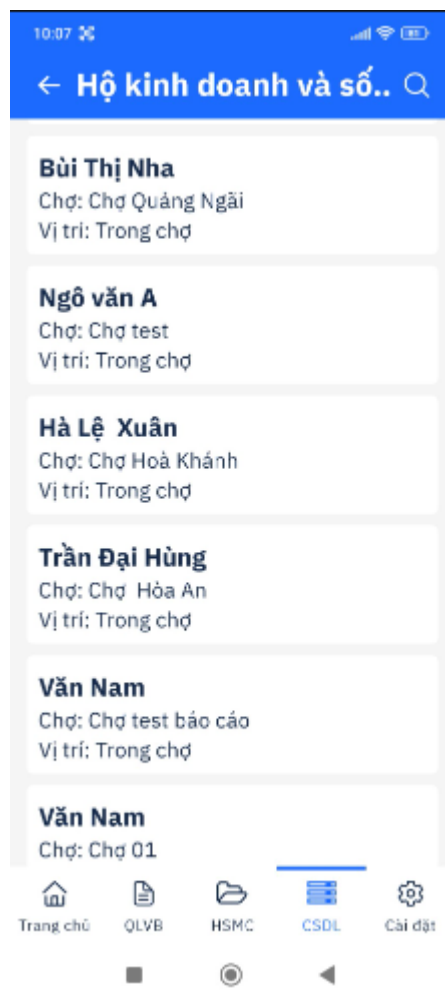 10:07
Hộ kinh doanh và số..
Bùi Thị Nha
Chợ: Chợ Quảng Ngãi
Vị trí: Trong chợ
Ngô văn A
Chợ: Chợ test
Vị trí: Trong chợ
Hà Lệ  Xuân
Chợ: Chợ Hoà Khánh
Vị trí: Trong chợ
Trần Đại Hùng
Chợ: Chợ  Hòa An
Vị trí: Trong chợ
Văn Nam
Chợ: Chợ test báo cáo
Vị trí: Trong chợ
Văn Nam
Chợ: Chợ 01
Trang chủ QLVB HSMC CSDL Cài đặt